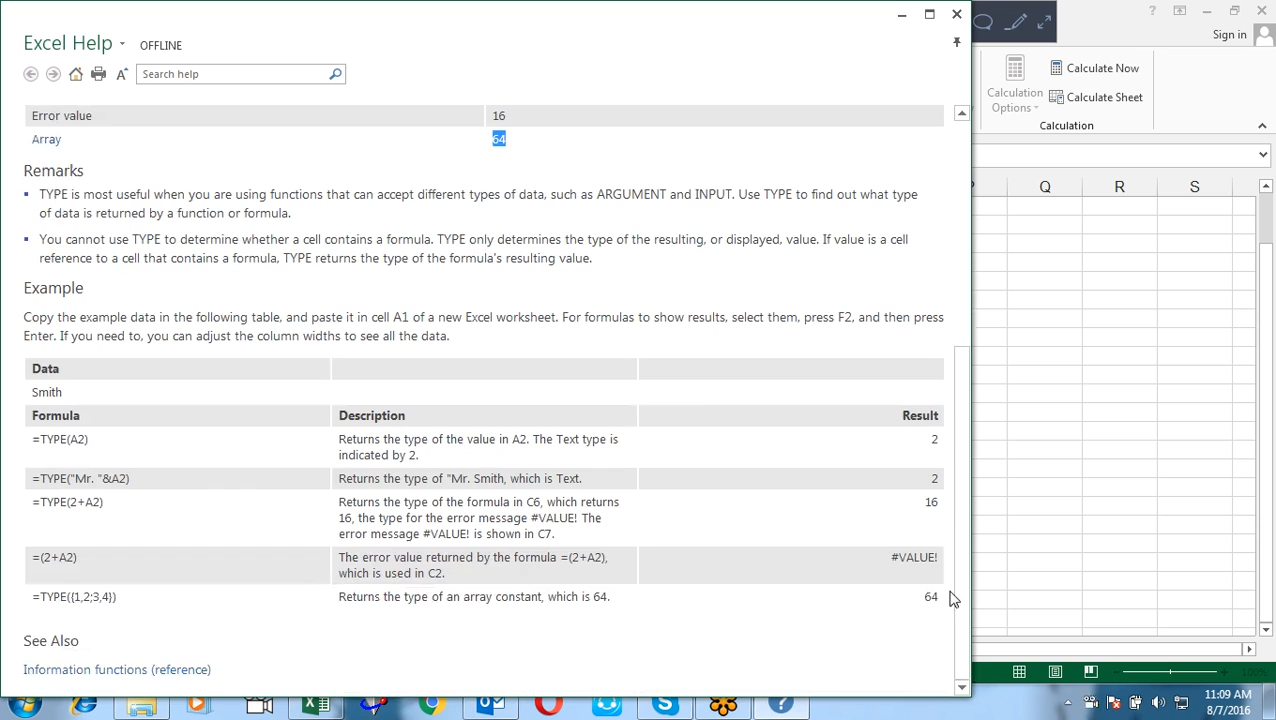 Excel Help
OFFLINE
Sign in
Search help
Calculation
Options
Calculate Now
Calculate Sheet
Calculation
Error value 16
Array 64
Q R S
Remarks
TYPE is most useful when you are using functions that can accept different types of data, such as ARGUMENT and INPUT. Use TYPE to find out what type
of data is returned by a function or formula.
You cannot use TYPE to determine whether a cell contains a formula. TYPE only determines the type of the resulting, or displayed, value. If value is a cell
reference to a cell that contains a formula, TYPE returns the type of the formula's resulting value.
Example
Copy the example data in the following table, and paste it in cell A1 of a new Excel worksheet. For formulas to show results, select them, press F2, and then press
Enter. If you need to, you can adjust the column widths to see all the data.
Data
Smith
Formula Description Result
=TYPE(A2) Returns the type of the value in A2. The Text type is 2
indicated by 2.
=TYPE("Mr. "&A2) Returns the type of "Mr. Smith, which is Text. 2
=TYPE(2+A2) Returns the type of the formula in C6, which returns 16
16, the type for the error message #VALUE! The
error message #VALUE! is shown in C7.
=(2+A2) The error value returned by the formula =(2+A2), #VALUE!
which is used in C2.
=TYPE({1,2;3,4}) Returns the type of an array constant, which is 64. 64
See Also
Information functions (reference)
100%
11:09 AM
8/7/2016